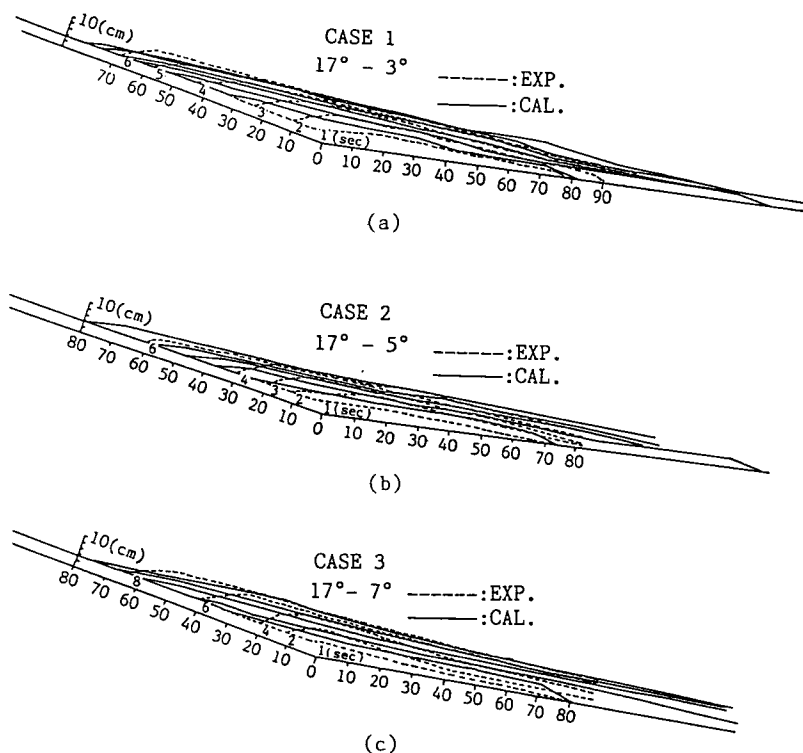 10(cm)
CASE 1
17° - 3°
-----:EXP.
——:CAL.
6 5 4 3 2 1(sec)
70 60 50 40 30 20 10 0 10 20 30 40 50 60 70 80 90
(a)
10(cm)
CASE 2
17° - 5°
-----:EXP.
——:CAL.
6 4 3 2 1(sec)
80 70 60 50 40 30 20 10 0 10 20 30 40 50 60 70 80
(b)
10(cm)
CASE 3
17° - 7°
-----:EXP.
——:CAL.
8 6 4 2 1(sec)
80 70 60 50 40 30 20 10 0 10 20 30 40 50 60 70 80
(c)